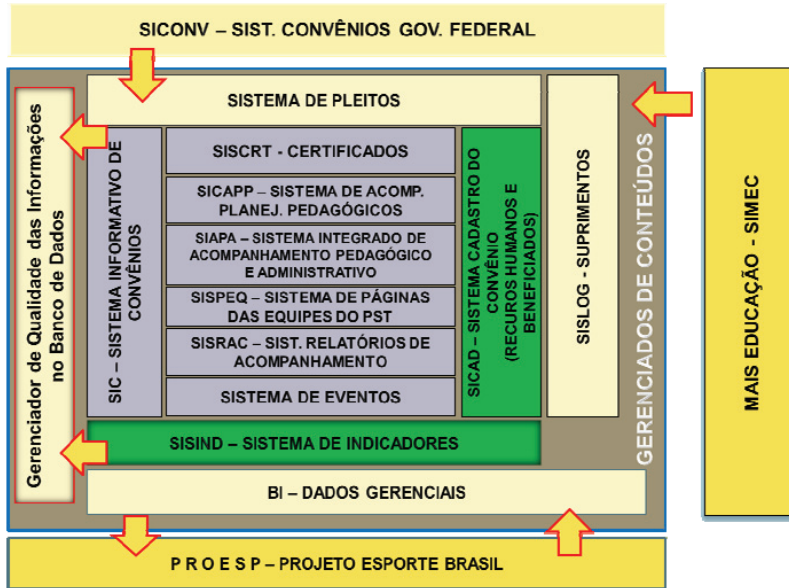 SICONV – SIST. CONVÊNIOS GOV. FEDERAL
Gerenciador de Qualidade das Informações
no Banco de Dados
SISTEMA DE PLEITOS
SIC – SISTEMA INFORMATIVO DE
CONVÊNIOS
SISCRT - CERTIFICADOS
SICAPP – SISTEMA DE ACOMP.
PLANEJ. PEDAGÓGICOS
SIAPA – SISTEMA INTEGRADO DE
ACOMPANHAMENTO PEDAGÓGICO
E ADMINISTRATIVO
SISPEQ – SISTEMA DE PÁGINAS
DAS EQUIPES DO PST
SISRAC – SIST. RELATÓRIOS DE
ACOMPANHAMENTO
SISTEMA DE EVENTOS
SICAD – SISTEMA CADASTRO DO
CONVÊNIO
(RECUROS HUMANOS E
BENEFICIADOS)
SISLOG - SUPRIMENTOS
GERENCIADOS DE CONTEÚDOS
MAIS EDUCAÇÃO - SIMEC
SISIND – SISTEMA DE INDICADORES
BI – DADOS GERENCIAIS
P R O E S P – PROJETO ESPORTE BRASIL